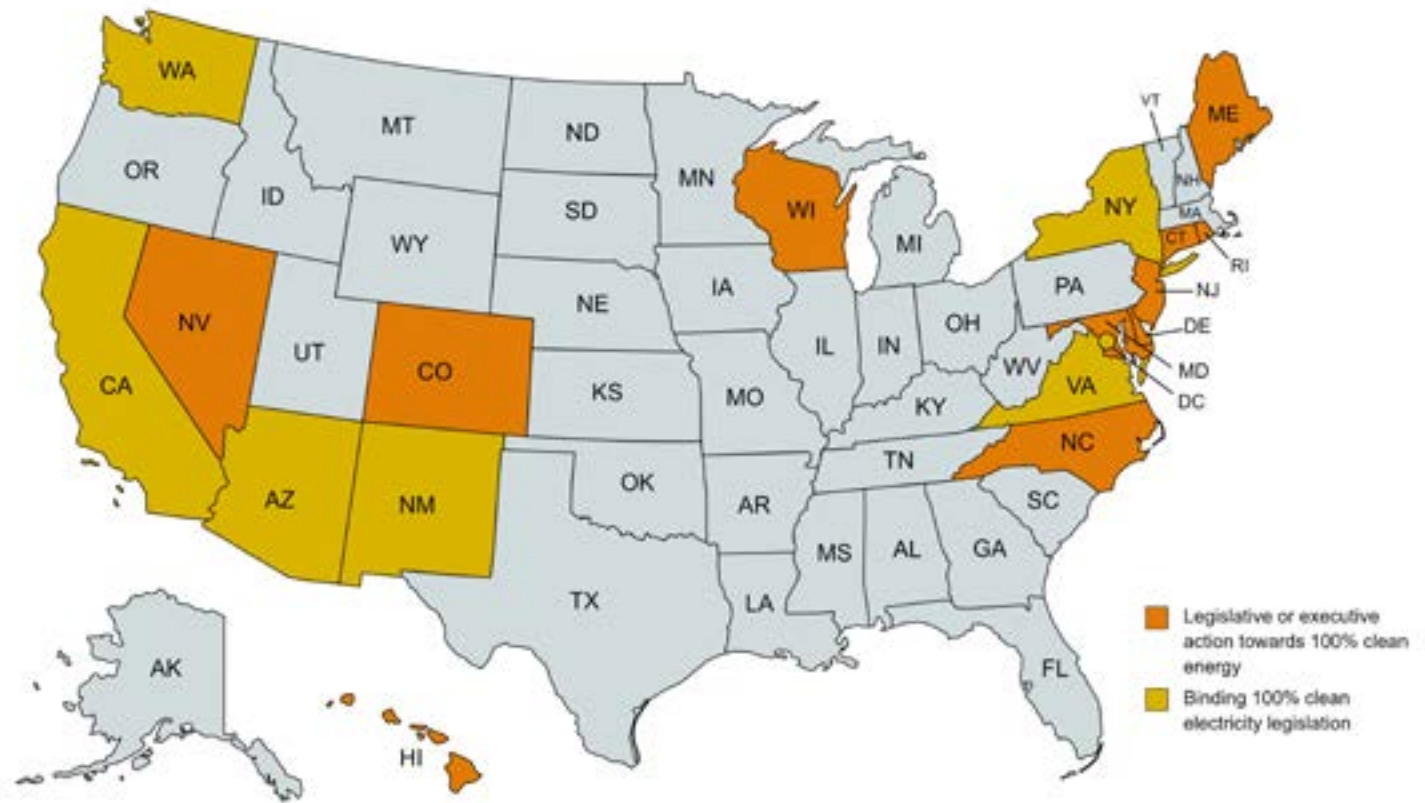 WA
OR
CA
NV
ID
MT
WY
UT
CO
AZ
NM
ND
SD
NE
KS
OK
TX
MN
IA
MO
AR
LA
WI
IL
MI
IN
OH
KY
TN
MS
AL
GA
FL
SC
NC
VA
WV
PA
NY
VT
NH
ME
MA
CT
RI
NJ
DE
MD
DC
AK
HI
Legislative or executive
action towards 100% clean
energy
Binding 100% clean
electricity legislation